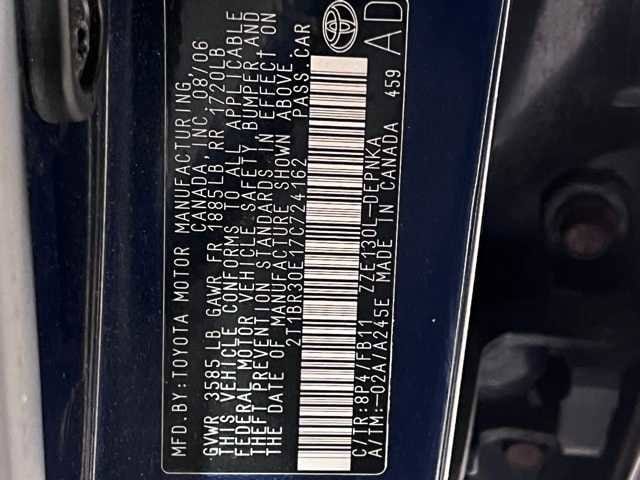 MFD.BY:TOYOTA MOTOR MANUFACTURING
CANADA, INC. 08/06
GVWR 3585LB GAWR FR 1885LB, RR 1720LB
THIS VEHICLE CONFORMS TO ALL APPLICABLE
FEDERAL MOTOR VEHICLE SAFETY, BUMPER AND
THEFT PREVENTION STANDARDS IN EFFECT ON
THE DATE OF MANUFACTURE SHOWN ABOVE.
2T1BR30E17C724162 PASS. CAR
C/TR:8P4/FB11 ZZE130L-DEPNKA
A/TM:-02A/A245E MADE IN CANADA 459
AD